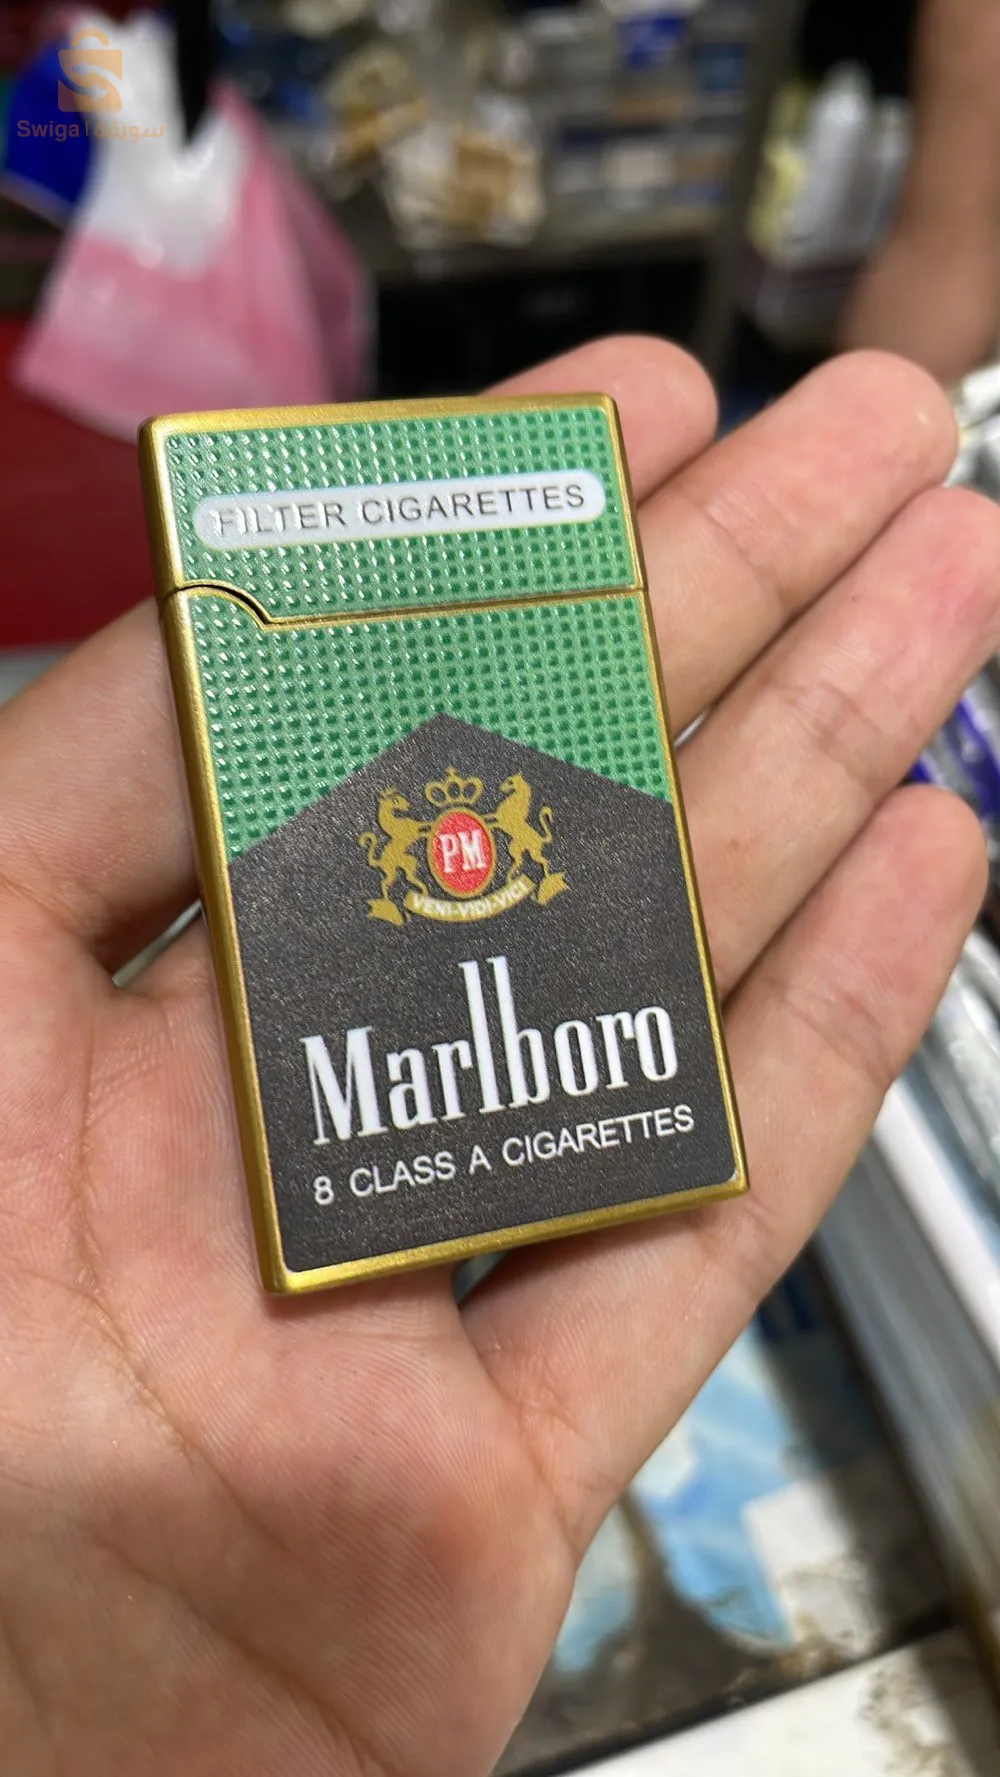 Swiga | سويقة
FILTER CIGARETTES
PM
VENI-VIDI-VICI
Marlboro
8 CLASS A CIGARETTES